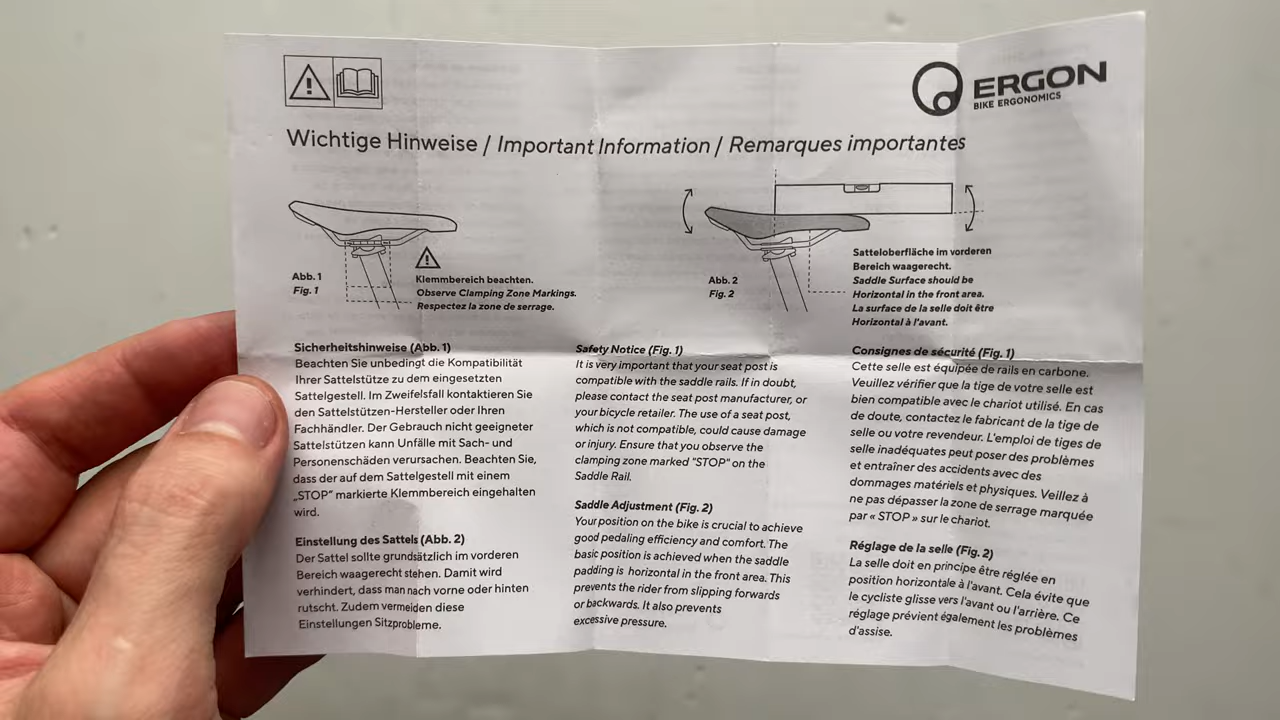 ERGON
BIKE ERGONOMICS
Wichtige Hinweise / Important Information / Remarques importantes
Abb. 1
Fig. 1
Klemmbereich beachten.
Observe Clamping Zone Markings.
Respectez la zone de serrage.
Abb. 2
Fig. 2
Satteloberfläche im vorderen
Bereich waagerecht.
Saddle Surface should be
Horizontal in the front area.
La surface de la selle doit être
Horizontal à l'avant.
Sicherheitshinweise (Abb. 1)
Beachten Sie unbedingt die Kompatibilität
Ihrer Sattelstütze zu dem eingesetzten
Sattelgestell. Im Zweifelsfall kontaktieren Sie
den Sattelstützen-Hersteller oder Ihren
Fachhändler. Der Gebrauch nicht geeigneter
Sattelstützen kann Unfälle mit Sach- und
Personenschäden verursachen. Beachten Sie,
dass der auf dem Sattelgestell mit einem
„STOP" markierte Klemmbereich eingehalten
wird.
Einstellung des Sattels (Abb. 2)
Der Sattel sollte grundsätzlich im vorderen
Bereich waagerecht stehen. Damit wird
verhindert, dass man nach vorne oder hinten
rutscht. Zudem vermeiden diese
Einstellungen Sitzprobleme.
Safety Notice (Fig. 1)
It is very important that your seat post is
compatible with the saddle rails. If in doubt,
please contact the seat post manufacturer, or
your bicycle retailer. The use of a seat post,
which is not compatible, could cause damage
or injury. Ensure that you observe the
clamping zone marked "STOP" on the
Saddle Rail.
Saddle Adjustment (Fig. 2)
Your position on the bike is crucial to achieve
good pedaling efficiency and comfort. The
basic position is achieved when the saddle
padding is horizontal in the front area. This
prevents the rider from slipping forwards
or backwards. It also prevents
excessive pressure.
Consignes de sécurité (Fig. 1)
Cette selle est équipée de rails en carbone.
Veuillez vérifier que la tige de votre selle est
bien compatible avec le chariot utilisé. En cas
de doute, contactez le fabricant de la tige de
selle ou votre revendeur. L'emploi de tiges de
selle inadéquates peut poser des problèmes
et entraîner des accidents avec des
dommages matériels et physiques. Veillez à
ne pas dépasser la zone de serrage marquée
par « STOP » sur le chariot.
Réglage de la selle (Fig. 2)
La selle doit en principe être réglée en
position horizontale à l'avant. Cela évite que
le cycliste glisse vers l'avant ou l'arrière. Ce
réglage prévient également les problèmes
d'assise.